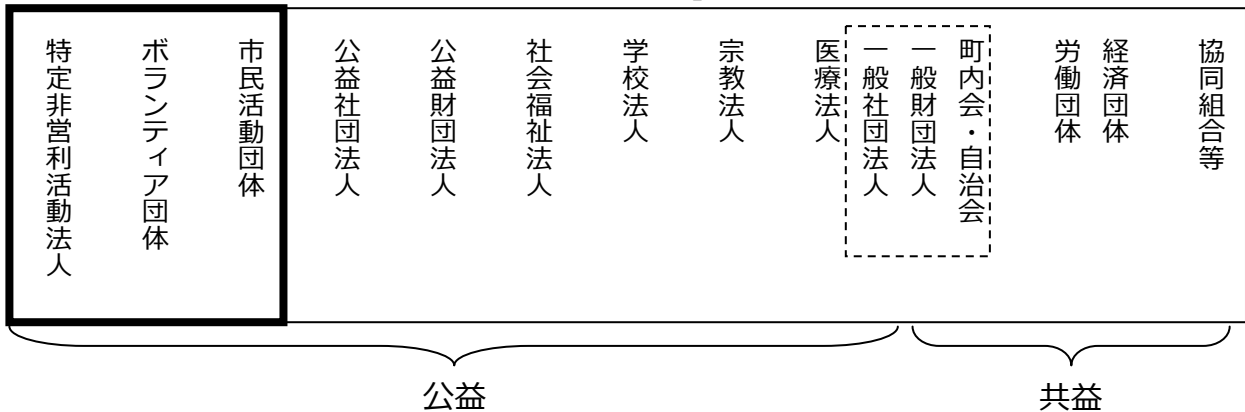 特定非営利活動法人
ボランティア団体
市民活動団体
公益社団法人
公益財団法人
社会福祉法人
学校法人
宗教法人
医療法人
一般社団法人
一般財団法人
町内会・自治会
労働団体
経済団体
協同組合等
公益
共益